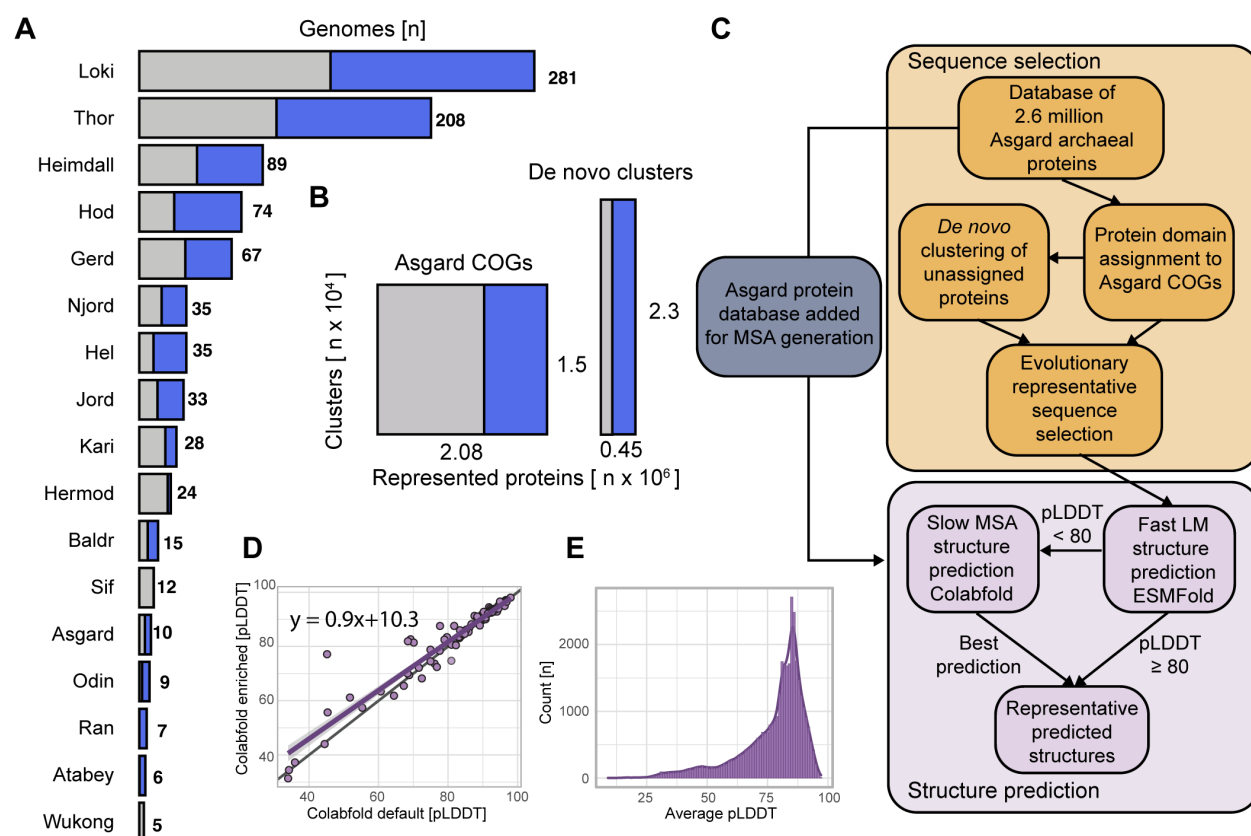 A
Genomes [n]
Loki
281
Thor
208
Heimdall
89
Hod
74
Gerd
67
Njord
35
Hel
35
Jord
33
Kari
28
Hermod
24
Baldr
15
Sif
12
Asgard
10
Odin
9
Ran
7
Atabey
6
Wukong
5
B
De novo clusters
Asgard COGs
Clusters [ n x 10⁴]
1.5
2.3
2.08
0.45
Represented proteins [ n x 10⁶]
C
Sequence selection
Database of
2.6 million
Asgard archaeal
proteins
De novo
clustering of
unassigned
proteins
Protein domain
assignment to
Asgard COGs
Asgard protein
database added
for MSA generation
Evolutionary
representative
sequence
selection
Slow MSA
structure
prediction
Colabfold
pLDDT
< 80
Fast LM
structure
prediction
ESMFold
Best
prediction
pLDDT
≥ 80
Representative
predicted
structures
Structure prediction
D
Colabfold enriched [pLDDT]
100
80
60
40
y = 0.9x+10.3
40
60
80
100
Colabfold default [pLDDT]
E
Count [n]
2000
1000
0
25
50
75
100
Average pLDDT